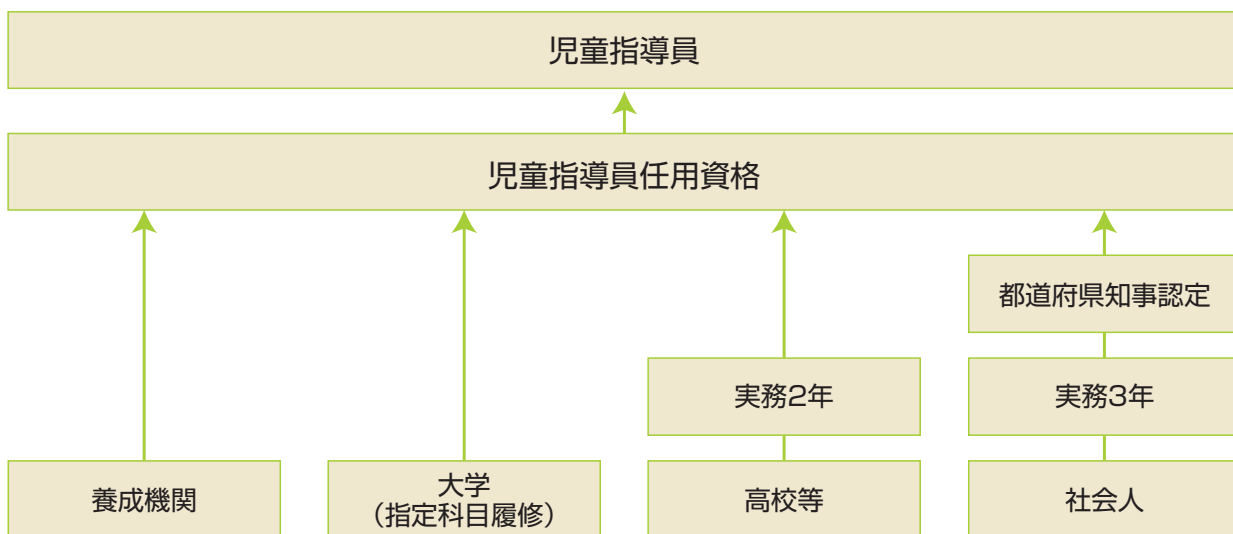 児童指導員
児童指導員任用資格
都道府県知事認定
実務2年
実務3年
養成機関
大学
（指定科目履修）
高校等
社会人